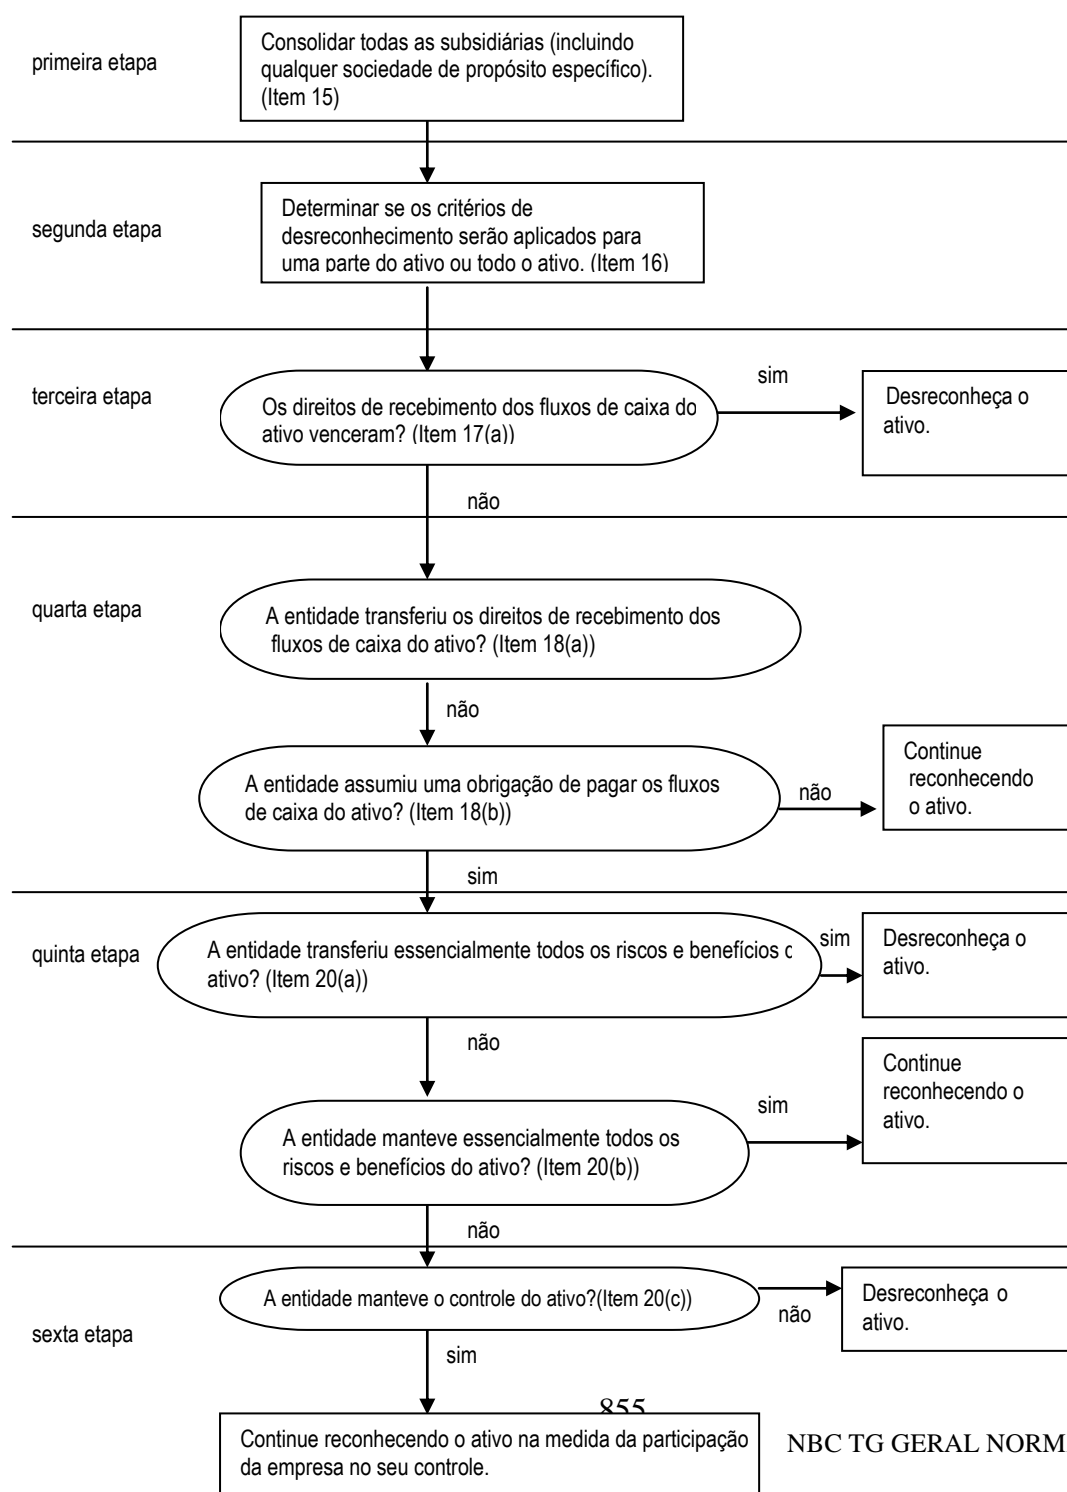 primeira etapa
Consolidar todas as subsidiárias (incluindo
qualquer sociedade de propósito específico).
(Item 15)
segunda etapa
Determinar se os critérios de
desreconhecimento serão aplicados para
uma parte do ativo ou todo o ativo. (Item 16)
terceira etapa
Os direitos de recebimento dos fluxos de caixa do
ativo venceram? (Item 17(a))
sim
Desreconheça o
ativo.
não
quarta etapa
A entidade transferiu os direitos de recebimento dos
fluxos de caixa do ativo? (Item 18(a))
não
A entidade assumiu uma obrigação de pagar os fluxos
de caixa do ativo? (Item 18(b))
não
Continue
reconhecendo
o ativo.
sim
quinta etapa
A entidade transferiu essencialmente todos os riscos e benefícios
ativo? (Item 20(a))
sim
Desreconheça o
ativo.
não
A entidade manteve essencialmente todos os
riscos e benefícios do ativo? (Item 20(b))
sim
Continue
reconhecendo o
ativo.
não
sexta etapa
A entidade manteve o controle do ativo?(Item 20(c))
não
Desreconheça o
ativo.
sim
855
Continue reconhecendo o ativo na medida da participação
da empresa no seu controle.
NBC TG GERAL